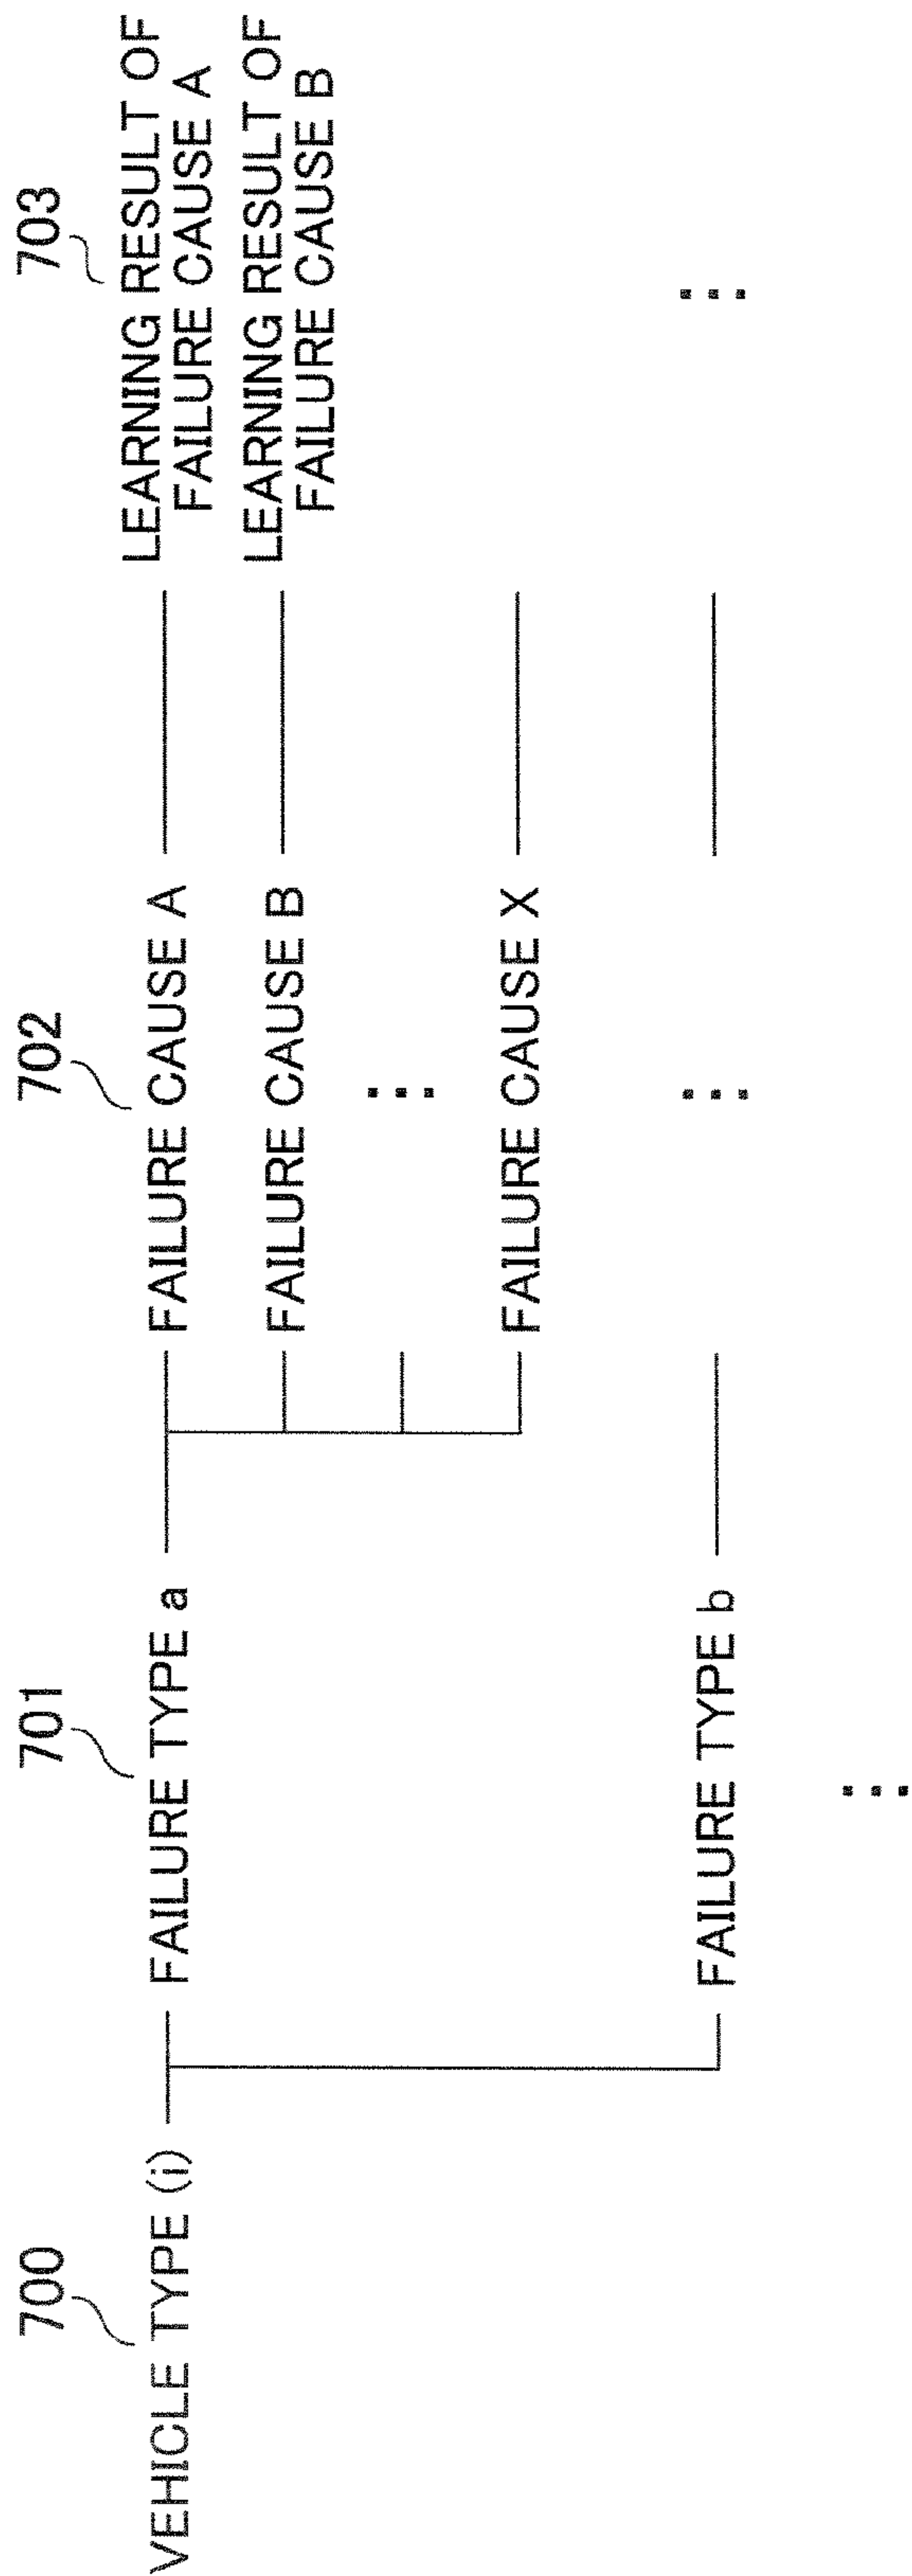 700
VEHICLE TYPE (i)
701
FAILURE TYPE a
702
FAILURE CAUSE A
703
LEARNING RESULT OF
FAILURE CAUSE A
FAILURE CAUSE B
LEARNING RESULT OF
FAILURE CAUSE B
FAILURE CAUSE X
FAILURE TYPE b